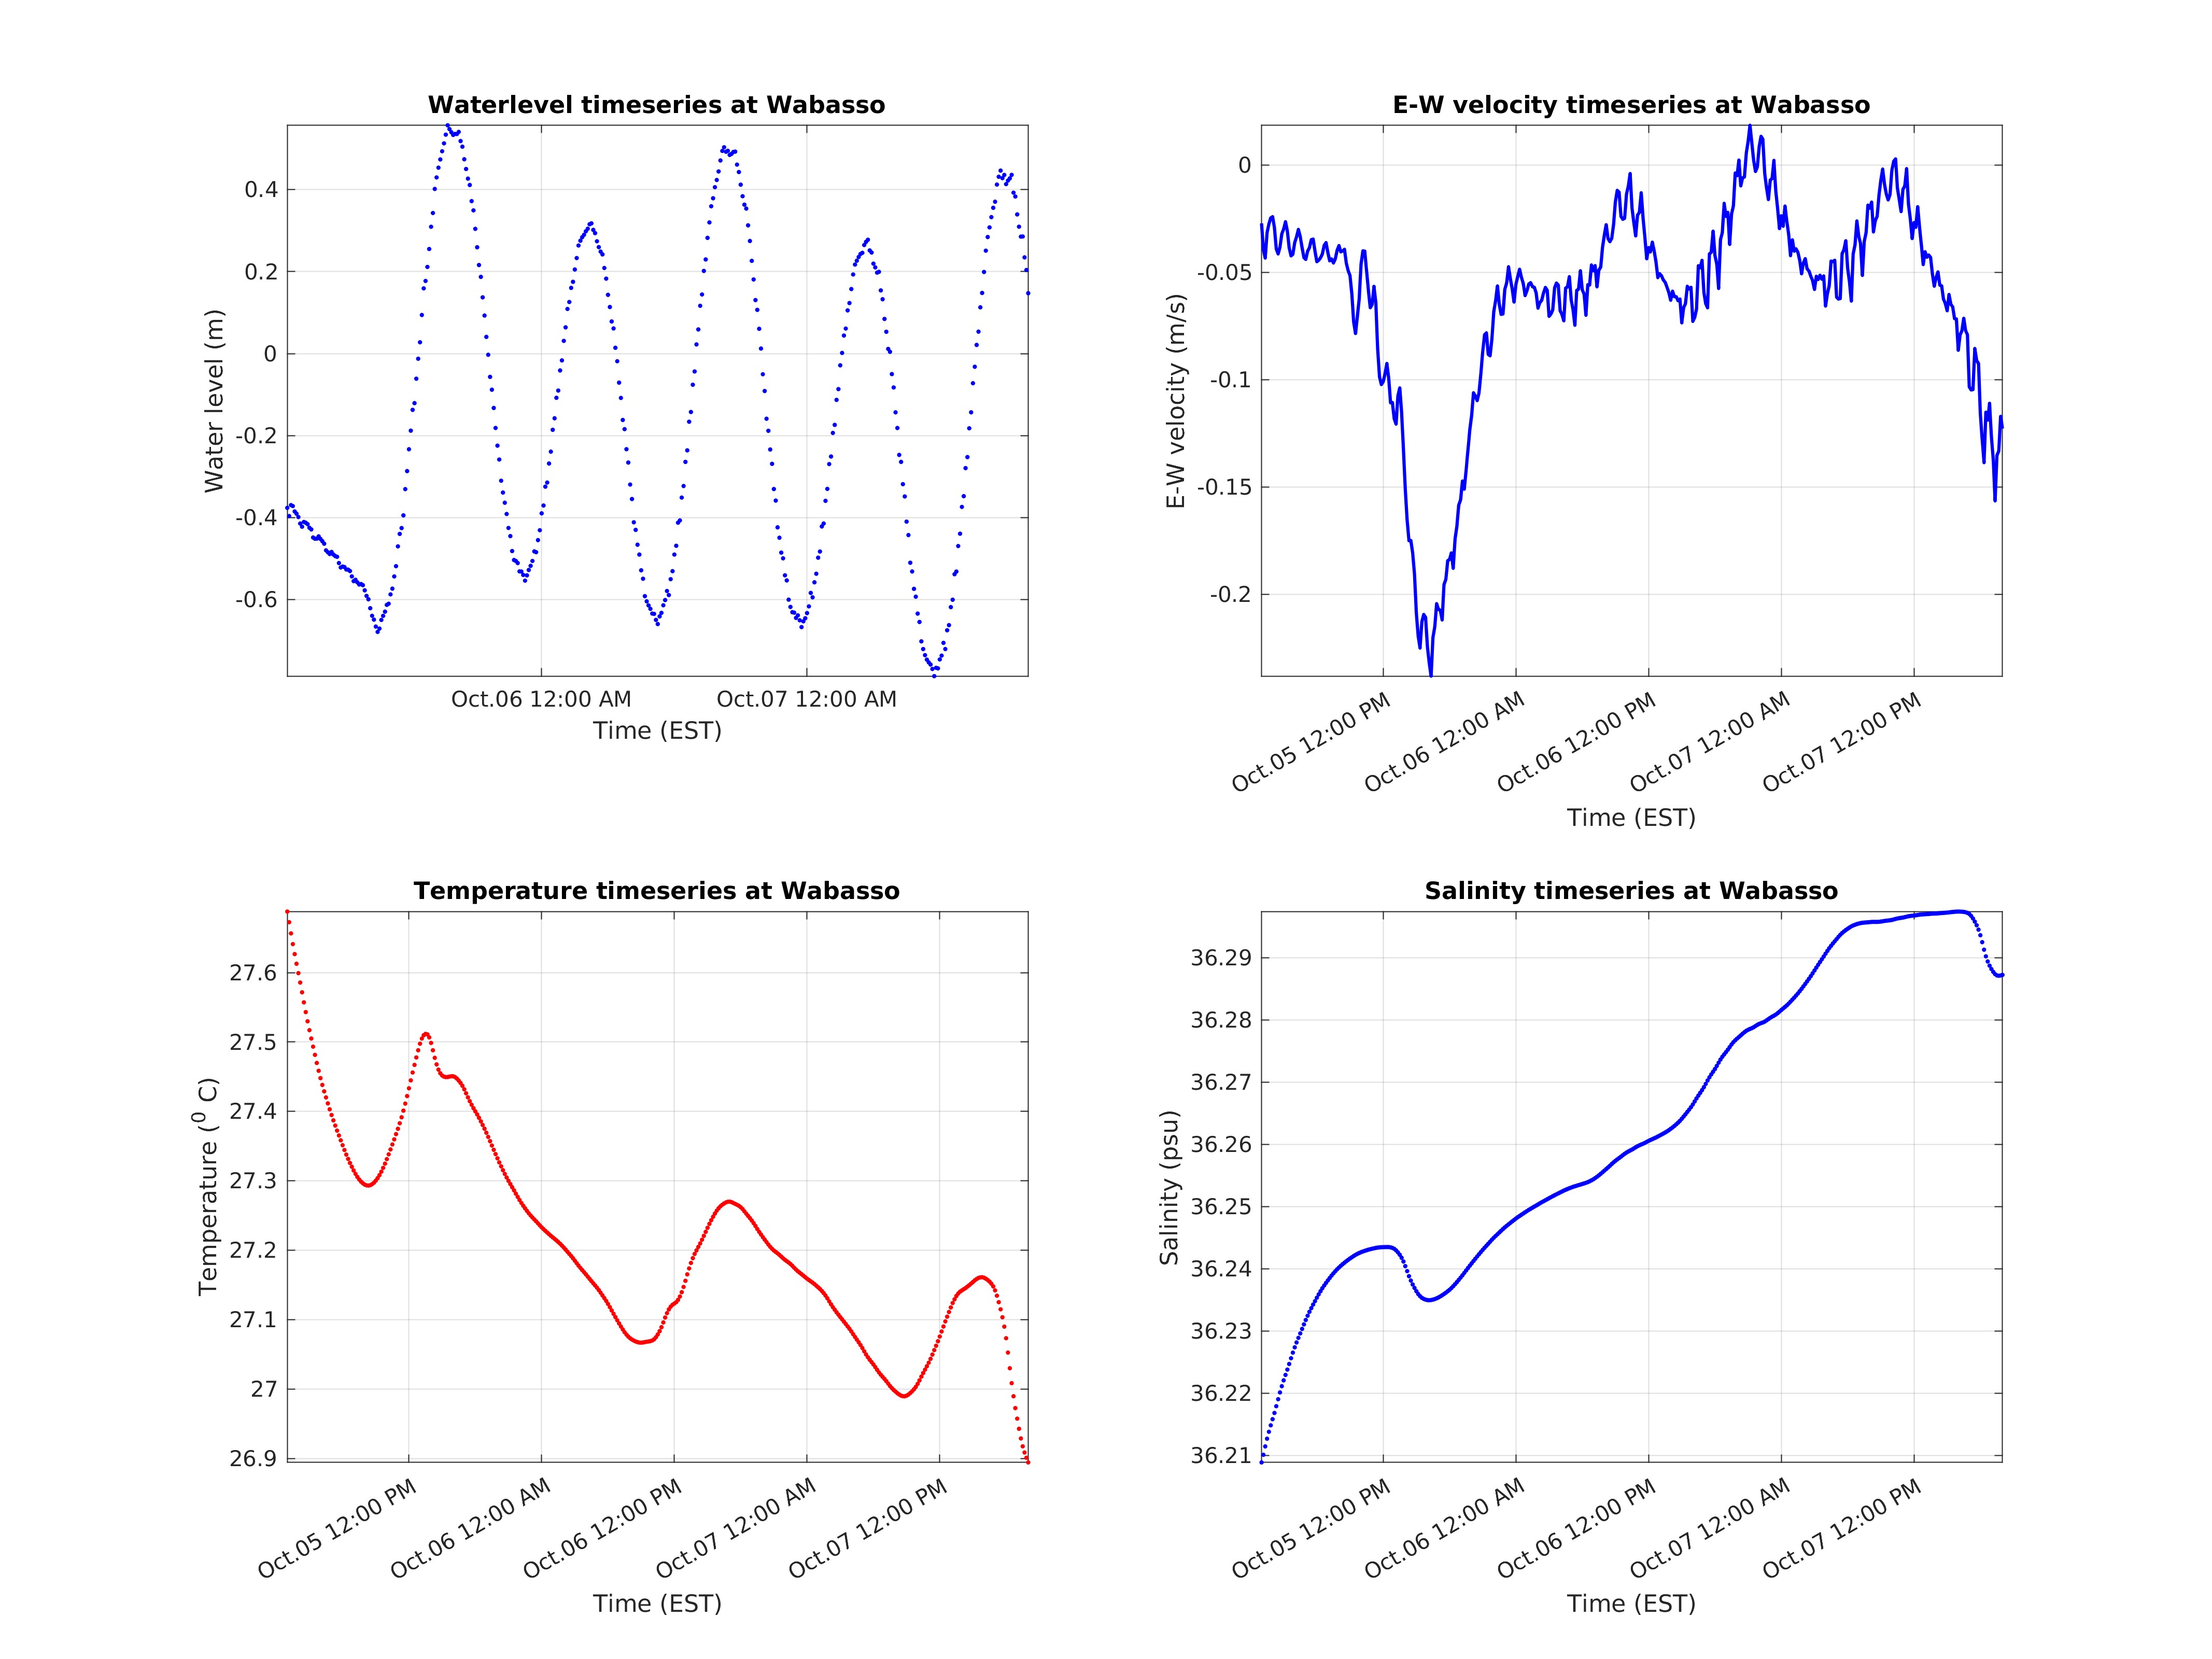 Waterlevel timeseries at Wabasso
0.4
0.2
0
-0.2
-0.4
-0.6
Water level (m)
Oct.06 12:00 AM
Oct.07 12:00 AM
Time (EST)
E-W velocity timeseries at Wabasso
0
-0.05
-0.1
-0.15
-0.2
E-W velocity (m/s)
Oct.05 12:00 PM
Oct.06 12:00 AM
Oct.06 12:00 PM
Oct.07 12:00 AM
Oct.07 12:00 PM
Time (EST)
Temperature timeseries at Wabasso
27.6
27.5
27.4
27.3
27.2
27.1
27
26.9
Temperature (⁰ C)
Oct.05 12:00 PM
Oct.06 12:00 AM
Oct.06 12:00 PM
Oct.07 12:00 AM
Oct.07 12:00 PM
Time (EST)
Salinity timeseries at Wabasso
36.29
36.28
36.27
36.26
36.25
36.24
36.23
36.22
36.21
Salinity (psu)
Oct.05 12:00 PM
Oct.06 12:00 AM
Oct.06 12:00 PM
Oct.07 12:00 AM
Oct.07 12:00 PM
Time (EST)